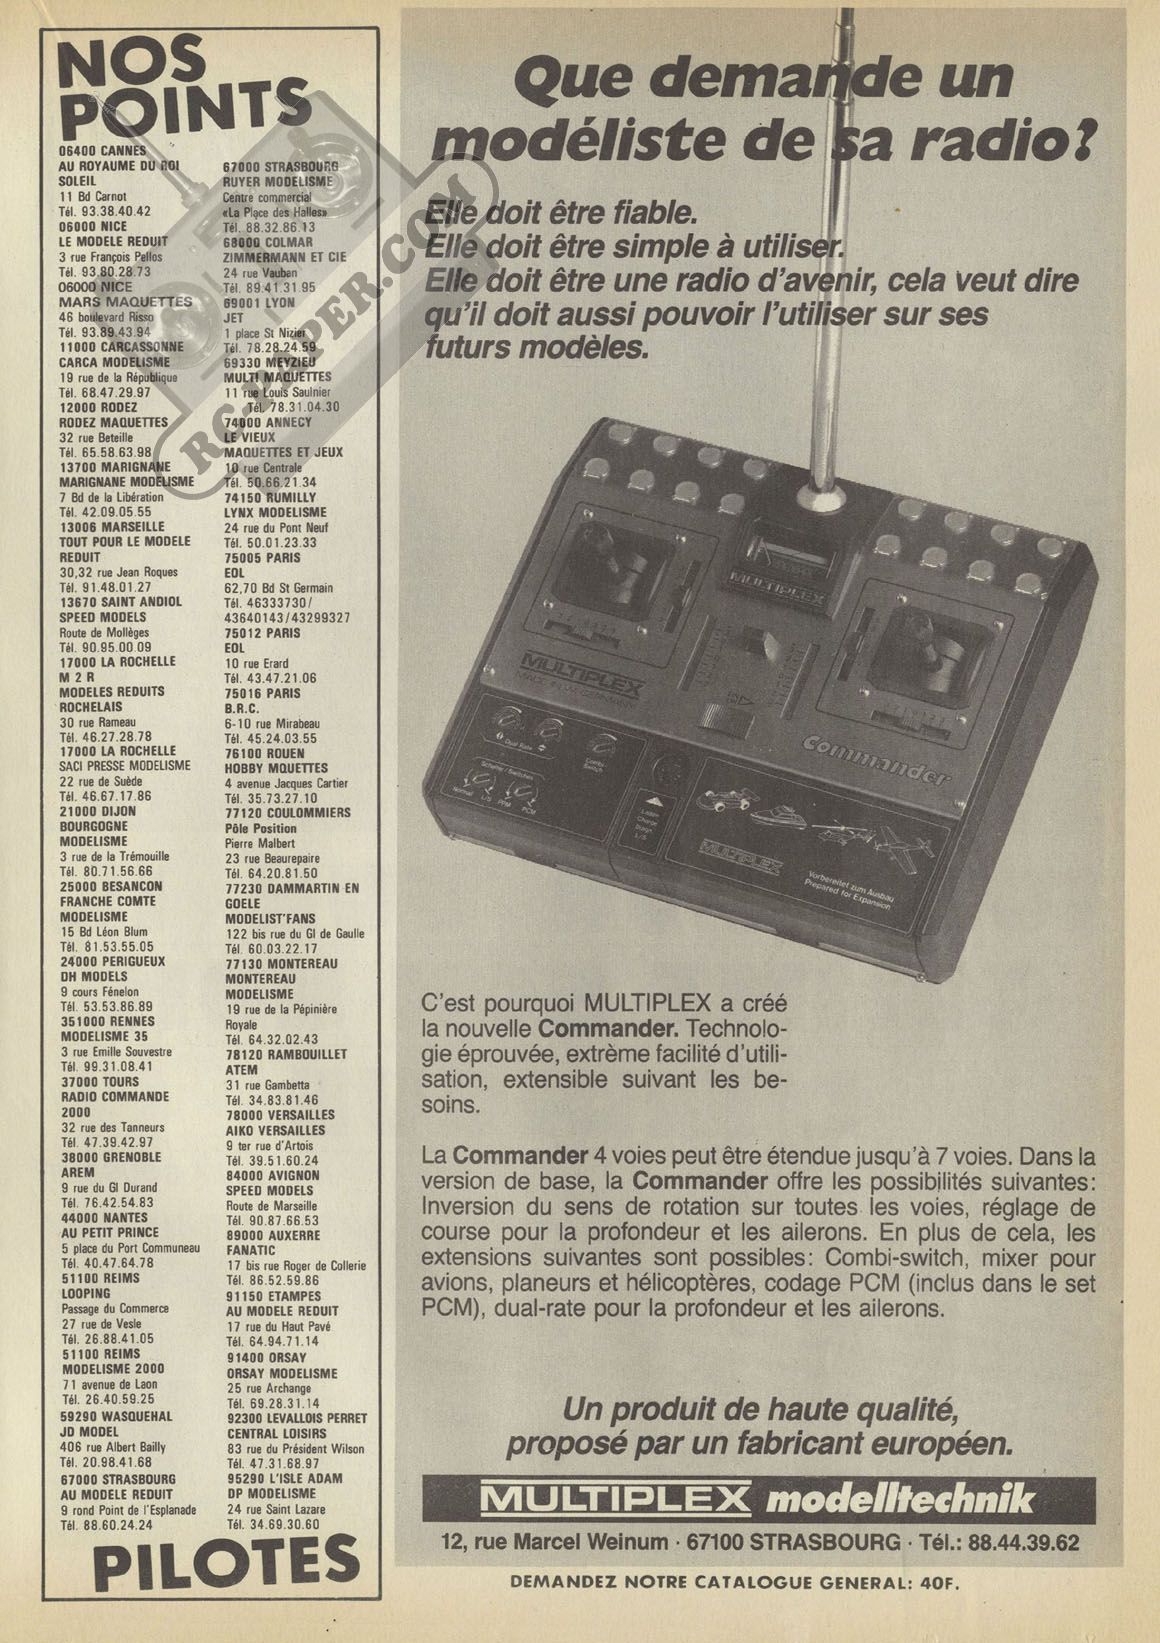 NOS
POINTS
06400 CANNES
AU ROYAUME DU ROI
SOLEIL
11 Bd Carnot
Tél. 93.38.40.42
06000 NICE
LE MODELE REDUIT
3 rue François Pellos
Tél. 93.80.28.73
06000 NICE
MARS MAQUETTES
46 boulevard Risso
Tél. 93.89.43.94
11000 CARCASSONNE
CARCA MODELISME
19 rue de la République
Tél. 68.47.29.97
12000 RODEZ
RODEZ MAQUETTES
32 rue Beteille
Tél. 65.58.63.98
13700 MARIGNANE
MARIGNANE MODELISME
7 Bd de la Libération
Tél. 42.09.05.55
13006 MARSEILLE
TOUT POUR LE MODELE
REDUIT
30,32 rue Jean Roques
Tél. 91.48.01.27
13670 SAINT ANDIOL
SPEED MODELS
Route de Mollèges
Tél. 90.95.00.09
17000 LA ROCHELLE
M 2 R
MODELES REDUITS
ROCHELAIS
30 rue Rameau
Tél. 46.27.28.78
17000 LA ROCHELLE
SACI PRESSE MODELISME
22 rue de Suède
Tél. 46.67.17.86
21000 DIJON
BOURGOGNE
MODELISME
3 rue de la Trémouille
Tél. 80.71.56.66
25000 BESANCON
FRANCHE COMTE
MODELISME
15 Bd Léon Blum
Tél. 81.53.55.05
24000 PERIGUEUX
DH MODELS
9 cours Fénelon
Tél. 53.53.86.89
351000 RENNES
MODELISME 35
3 rue Emille Souvestre
Tél. 99.31.08.41
37000 TOURS
RADIO COMMANDE
2000
32 rue des Tanneurs
Tél. 47.39.42.97
38000 GRENOBLE
AREM
9 rue du Gl Durand
Tél. 76.42.54.83
44000 NANTES
AU PETIT PRINCE
5 place du Port Communeau
Tél. 40.47.64.78
51100 REIMS
LOOPING
Passage du Commerce
27 rue de Vesle
Tél. 26.88.41.05
51100 REIMS
MODELISME 2000
71 avenue de Laon
Tél. 26.40.59.25
59290 WASQUEHAL
JD MODEL
406 rue Albert Bailly
Tél. 20.98.41.68
67000 STRASBOURG
AU MODELE REDUIT
9 rond Point de l'Esplanade
Tél. 88.60.24.24
67000 STRASBOURG
RUYER MODELISME
Centre commercial
«La Place des Halles»
Tél. 88.32.86.13
68000 COLMAR
ZIMMERMANN ET CIE
24 rue Vauban
Tél. 89.41.31.95
69001 LYON
JET
1 place St Nizier
Tél. 78.28.24.59
69330 MEYZIEU
MULTI MAQUETTES
11 rue Louis Saulnier
Tél. 78.31.04.30
74000 ANNECY
LE VIEUX
MAQUETTES ET JEUX
10 rue Centrale
Tél. 50.66.21.34
74150 RUMILLY
LYNX MODELISME
24 rue du Pont Neuf
Tél. 50.01.23.33
75005 PARIS
EOL
62,70 Bd St Germain
Tél. 46333730/
43640143/43299327
75012 PARIS
EOL
10 rue Erard
Tél. 43.47.21.06
75016 PARIS
B.R.C.
6-10 rue Mirabeau
Tél. 45.24.03.55
76100 ROUEN
HOBBY MQUETTES
4 avenue Jacques Cartier
Tél. 35.73.27.10
77120 COULOMMIERS
Pôle Position
Pierre Malbert
23 rue Beaurepaire
Tél. 64.20.81.50
77230 DAMMARTIN EN
GOELE
MODELIST'FANS
122 bis rue du Gl de Gaulle
Tél. 60.03.22.17
77130 MONTEREAU
MONTEREAU
MODELISME
19 rue de la Pépinière
Royale
Tél. 64.32.02.43
78120 RAMBOUILLET
ATEM
31 rue Gambetta
Tél. 34.83.81.46
78000 VERSAILLES
AIKO VERSAILLES
9 ter rue d'Artois
Tél. 39.51.60.24
84000 AVIGNON
SPEED MODELS
Route de Marseille
Tél. 90.87.66.53
89000 AUXERRE
FANATIC
17 bis rue Roger de Collerie
Tél. 86.52.59.86
91150 ETAMPES
AU MODELE REDUIT
17 rue du Haut Pavé
Tél. 64.94.71.14
91400 ORSAY
ORSAY MODELISME
25 rue Archange
Tél. 69.28.31.14
92300 LEVALLOIS PERRET
CENTRAL LOISIRS
83 rue du Président Wilson
Tél. 47.31.68.97
95290 L'ISLE ADAM
DP MODELISME
24 rue Saint Lazare
Tél. 34.69.30.60
PILOTES
RC-PAPER.COM
Que demande un
modéliste de sa radio?
Elle doit être fiable.
Elle doit être simple à utiliser.
Elle doit être une radio d'avenir, cela veut dire
qu'il doit aussi pouvoir l'utiliser sur ses
futurs modèles.
MULTIPLEX
MULTIPLEX
Commander
Dual Rate
Combi-
Switch
Schalter / Switches
Normal L/S PPM PCM
Laden
Charge
Diagn.
L/S
MULTIPLEX
Vorbereitet zum Ausbau
Prepared for Expansion
C'est pourquoi MULTIPLEX a créé
la nouvelle Commander. Technolo-
gie éprouvée, extrème facilité d'utili-
sation, extensible suivant les be-
soins.
La Commander 4 voies peut être étendue jusqu'à 7 voies. Dans la
version de base, la Commander offre les possibilités suivantes:
Inversion du sens de rotation sur toutes les voies, réglage de
course pour la profondeur et les ailerons. En plus de cela, les
extensions suivantes sont possibles: Combi-switch, mixer pour
avions, planeurs et hélicoptères, codage PCM (inclus dans le set
PCM), dual-rate pour la profondeur et les ailerons.
Un produit de haute qualité,
proposé par un fabricant européen.
MULTIPLEX modelltechnik
12, rue Marcel Weinum · 67100 STRASBOURG · Tél.: 88.44.39.62
DEMANDEZ NOTRE CATALOGUE GENERAL: 40F.